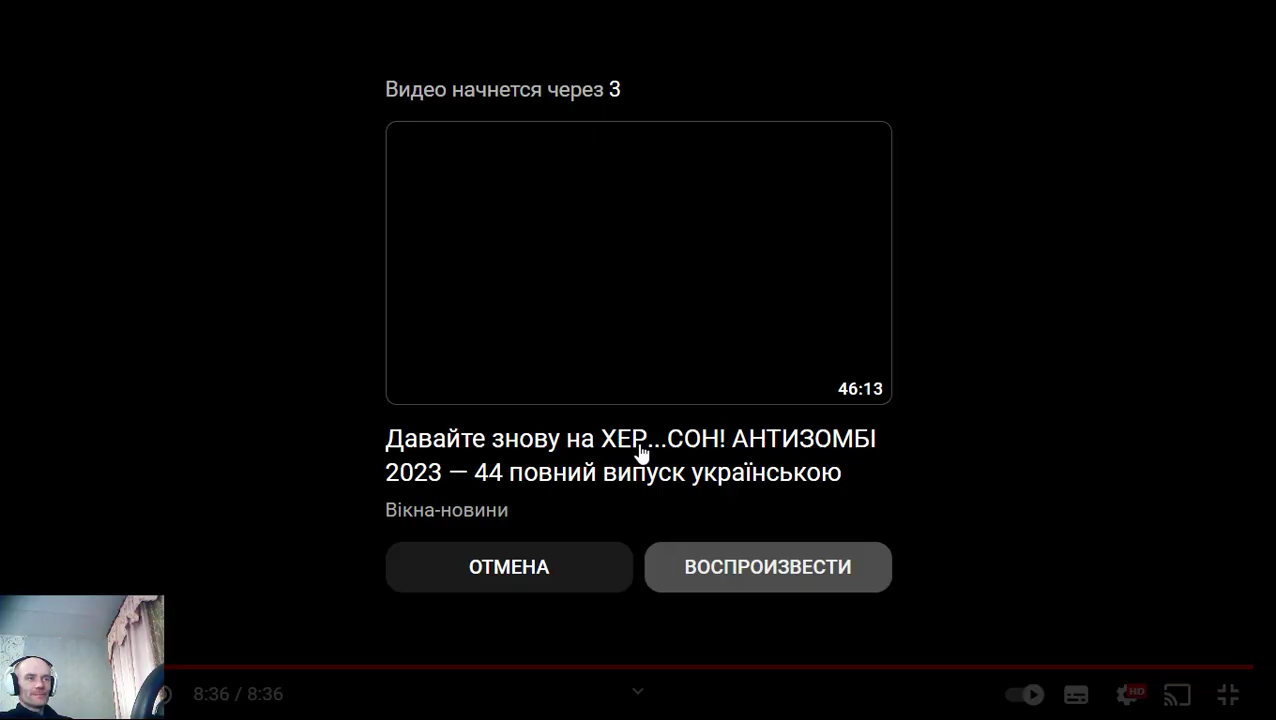 Видео начнется через 3
46:13
Давайте знову на ХЕР...СОН! АНТИЗОМБІ
2023 — 44 повний випуск українською
Вікна-новини
ОТМЕНА
ВОСПРОИЗВЕСТИ
8:36 / 8:36
HD